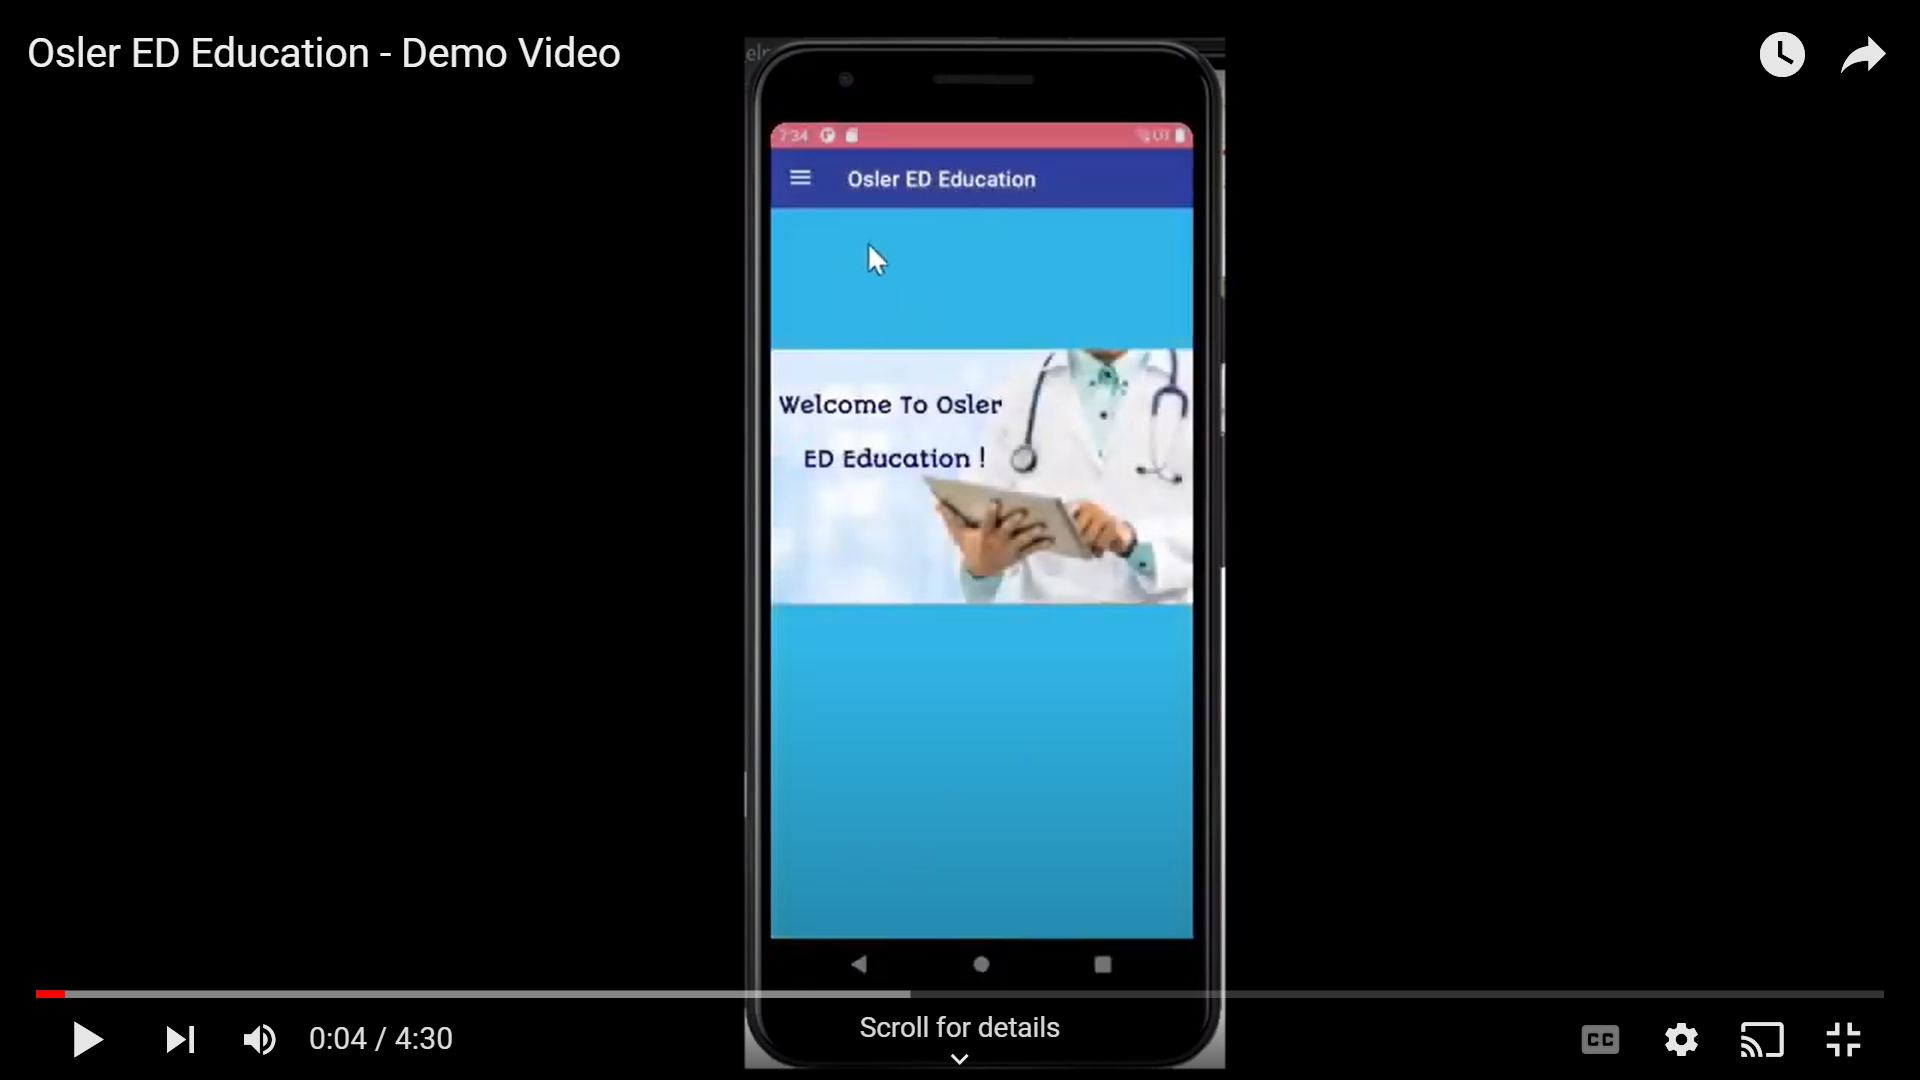 Osler ED Education - Demo Video
7:34
Osler ED Education
Welcome To Osler
ED Education !
Scroll for details
0:04 / 4:30
CC